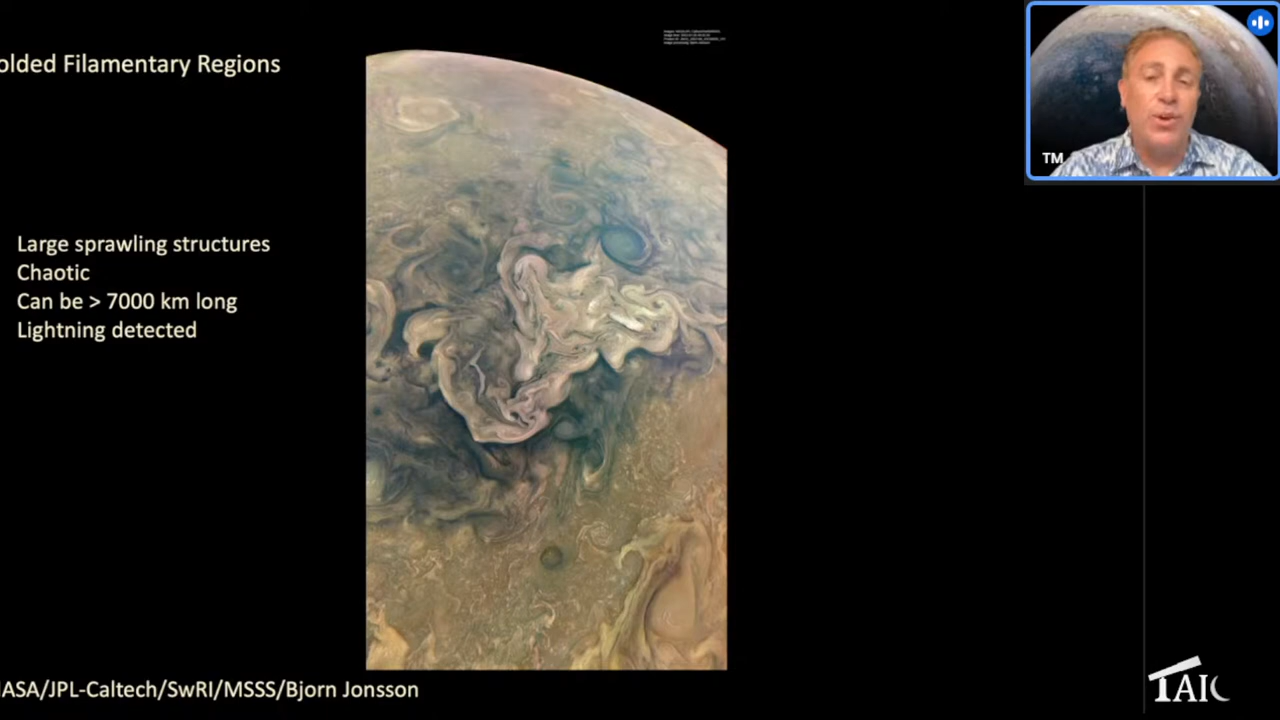 olded Filamentary Regions
Large sprawling structures
Chaotic
Can be > 7000 km long
Lightning detected
IASA/JPL-Caltech/SwRI/MSSS/Bjorn Jonsson
TM
TAIC